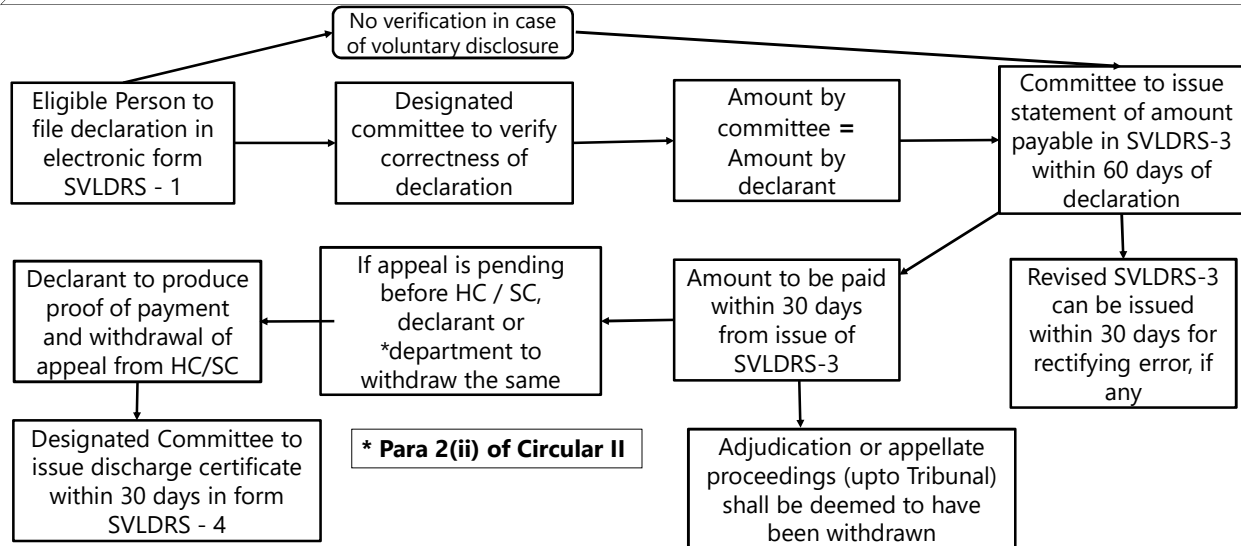 No verification in case
of voluntary disclosure
Eligible Person to
file declaration in
electronic form
SVLDRS - 1
Designated
committee to verify
correctness of
declaration
Amount by
committee =
Amount by
declarant
Committee to issue
statement of amount
payable in SVLDRS-3
within 60 days of
declaration
Declarant to produce
proof of payment
and withdrawal of
appeal from HC/SC
If appeal is pending
before HC / SC,
declarant or
*department to
withdraw the same
Amount to be paid
within 30 days
from issue of
SVLDRS-3
Revised SVLDRS-3
can be issued
within 30 days for
rectifying error, if
any
Designated Committee to
issue discharge certificate
within 30 days in form
SVLDRS - 4
* Para 2(ii) of Circular II
Adjudication or appellate
proceedings (upto Tribunal)
shall be deemed to have
been withdrawn